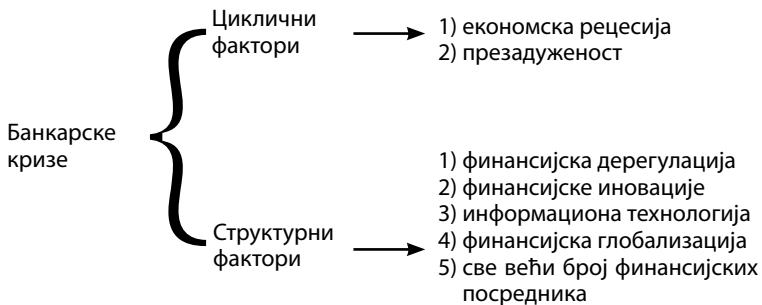 Банкарске
кризе
Циклични
фактори
1) економска рецесија
2) презадуженост
Структурни
фактори
1) финансијска дерегулација
2) финансијске иновације
3) информациона технологија
4) финансијска глобализација
5) све већи број финансијских
посредника